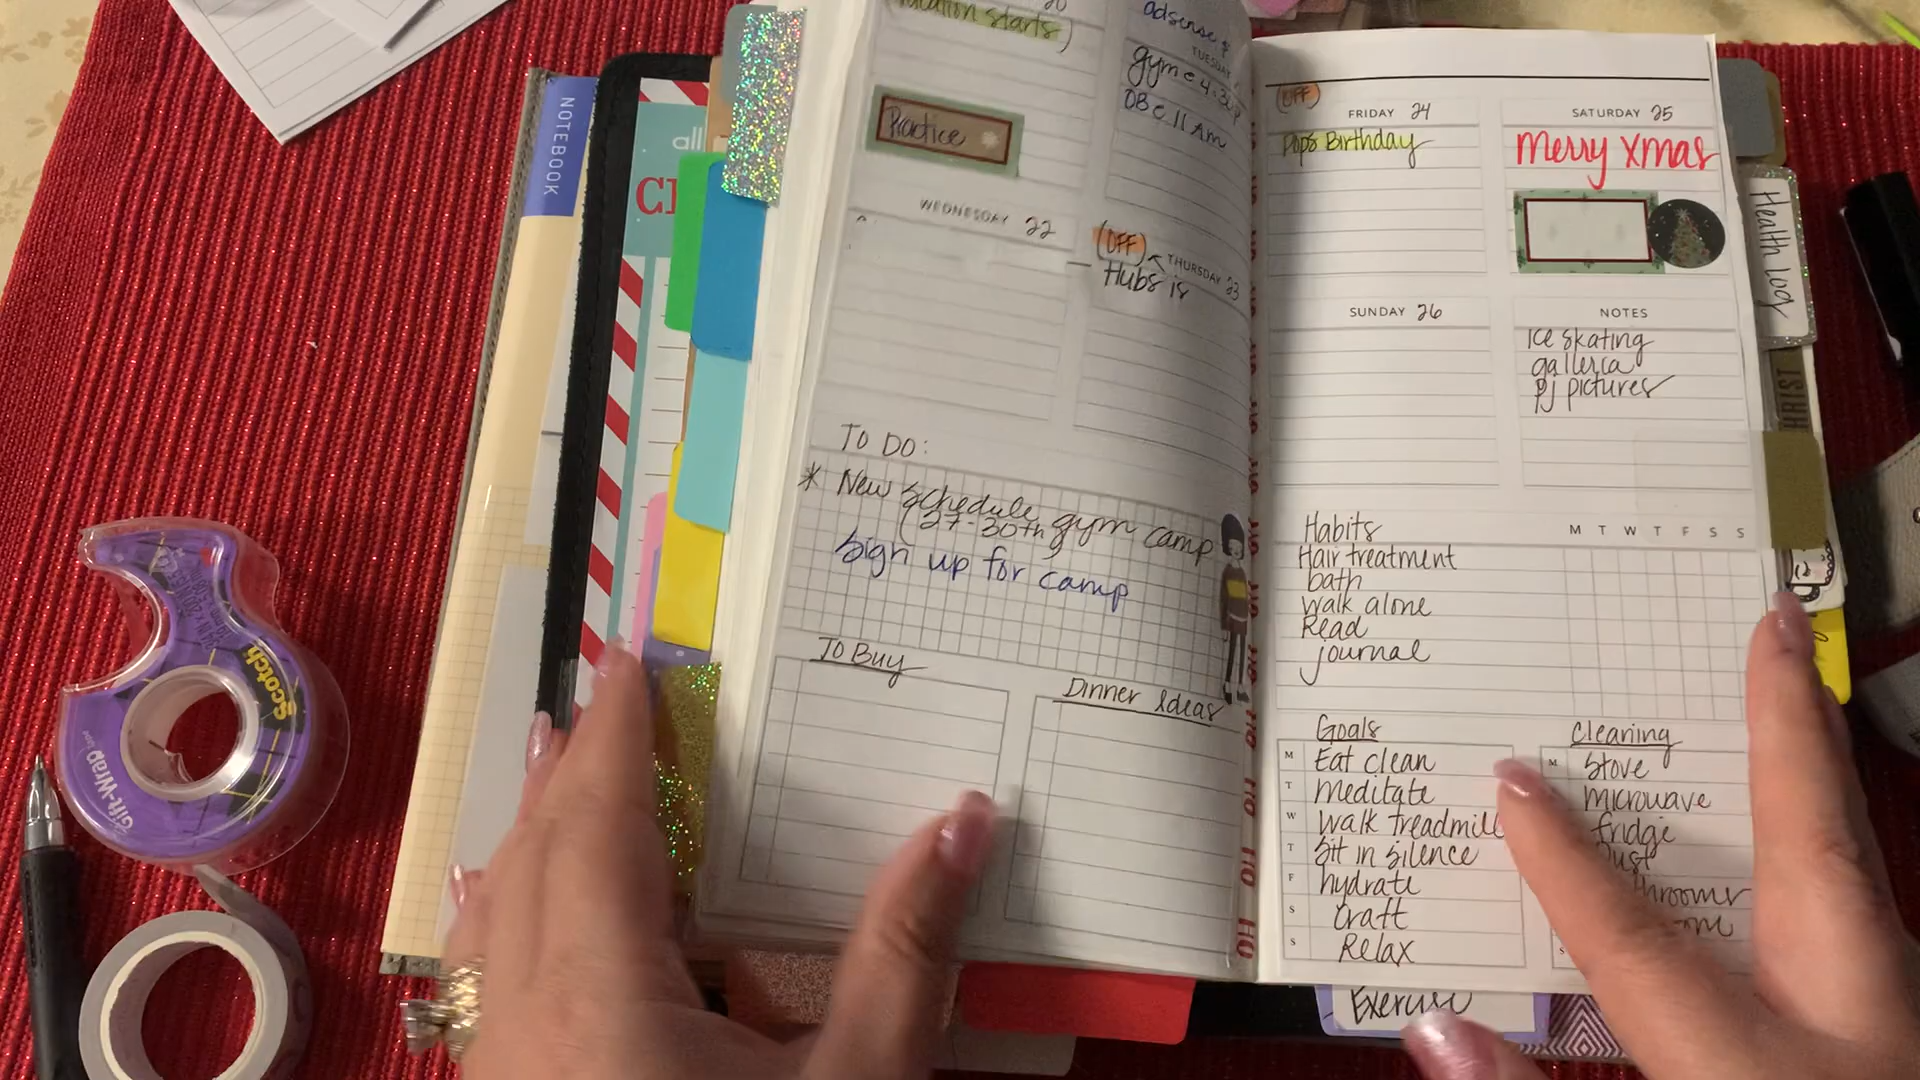 NOTEBOOK
all
vacation starts)
Practice
adsense &
TUESDAY
gym @ 4:30p
OB @ 11 Am
WEDNESDAY 22
(OFF)
THURSDAY 23
Hubs is
TO DO:
* New schedule gym camp
(27-30th)
Sign up for camp
To Buy
Dinner Ideas
(OFF)
FRIDAY 24
Pops Birthday
SATURDAY 25
Merry Xmas
SUNDAY 26
NOTES
Ice skating
galleria
PJ pictures
Habits
M T W T F S S
Hair treatment
bath
Walk alone
Read
journal
Goals
M Eat clean
T Meditate
W Walk treadmill
T Sit in silence
F hydrate
S Craft
S Relax
Cleaning
M Stove
Microwave
fridge
Dust
S
Health Log
Exercise
Scotch
Gift-Wrap